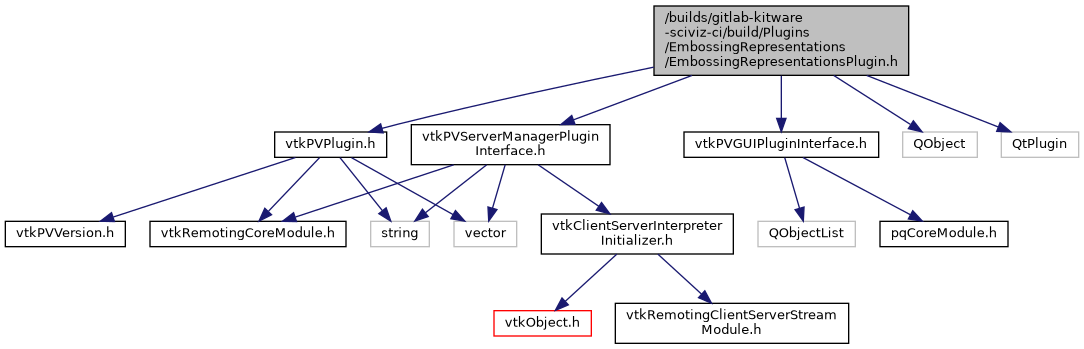 /builds/gitlab-kitware
-sciviz-ci/build/Plugins
/EmbossingRepresentations
/EmbossingRepresentationsPlugin.h
vtkPVPlugin.h
vtkPVServerManagerPlugin
Interface.h
vtkPVGUIPluginInterface.h
QObject
QtPlugin
vtkPVVersion.h
vtkRemotingCoreModule.h
string
vector
vtkClientServerInterpreter
Initializer.h
QObjectList
pqCoreModule.h
vtkObject.h
vtkRemotingClientServerStream
Module.h